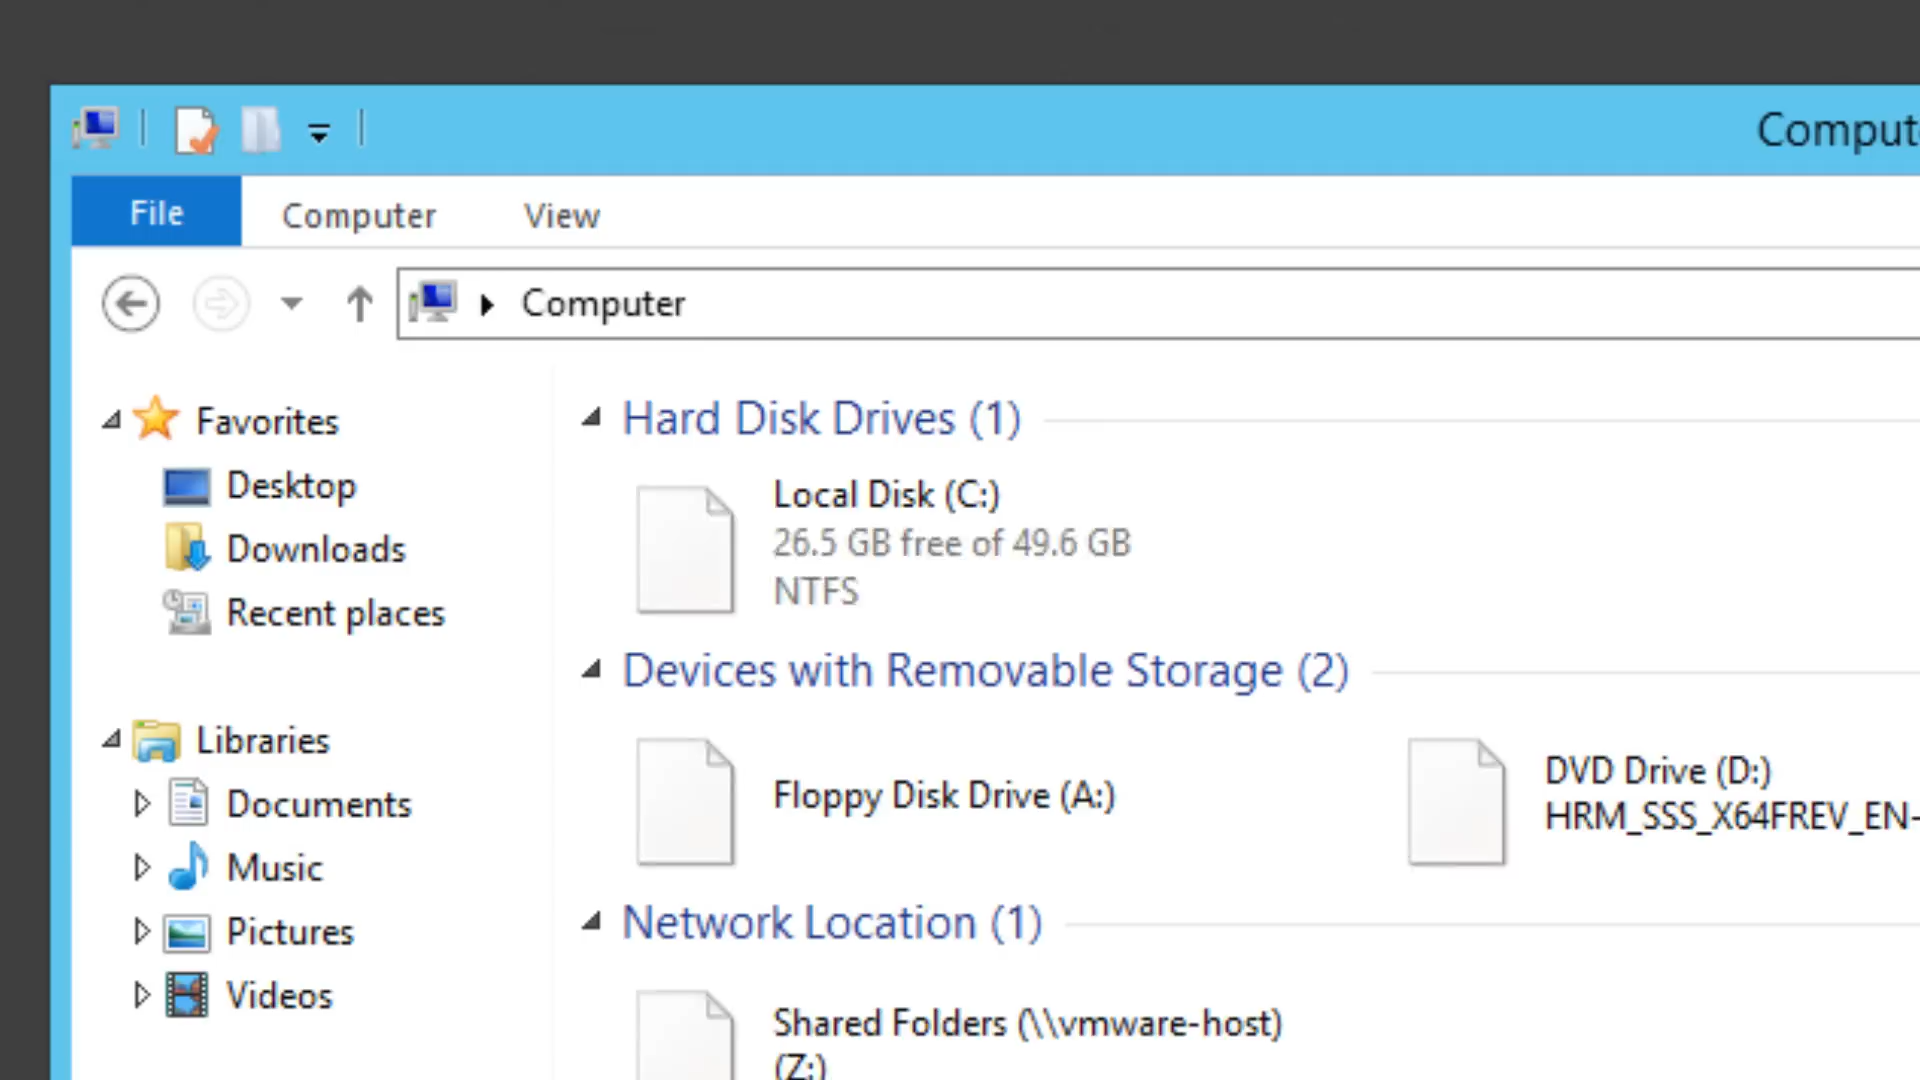 Comput
File Computer View
Computer
Favorites
Desktop
Downloads
Recent places
Libraries
Documents
Music
Pictures
Videos
Hard Disk Drives (1)
Local Disk (C:)
26.5 GB free of 49.6 GB
NTFS
Devices with Removable Storage (2)
Floppy Disk Drive (A:)
DVD Drive (D:)
HRM_SSS_X64FREV_EN-
Network Location (1)
Shared Folders (\\vmware-host)
(Z:)